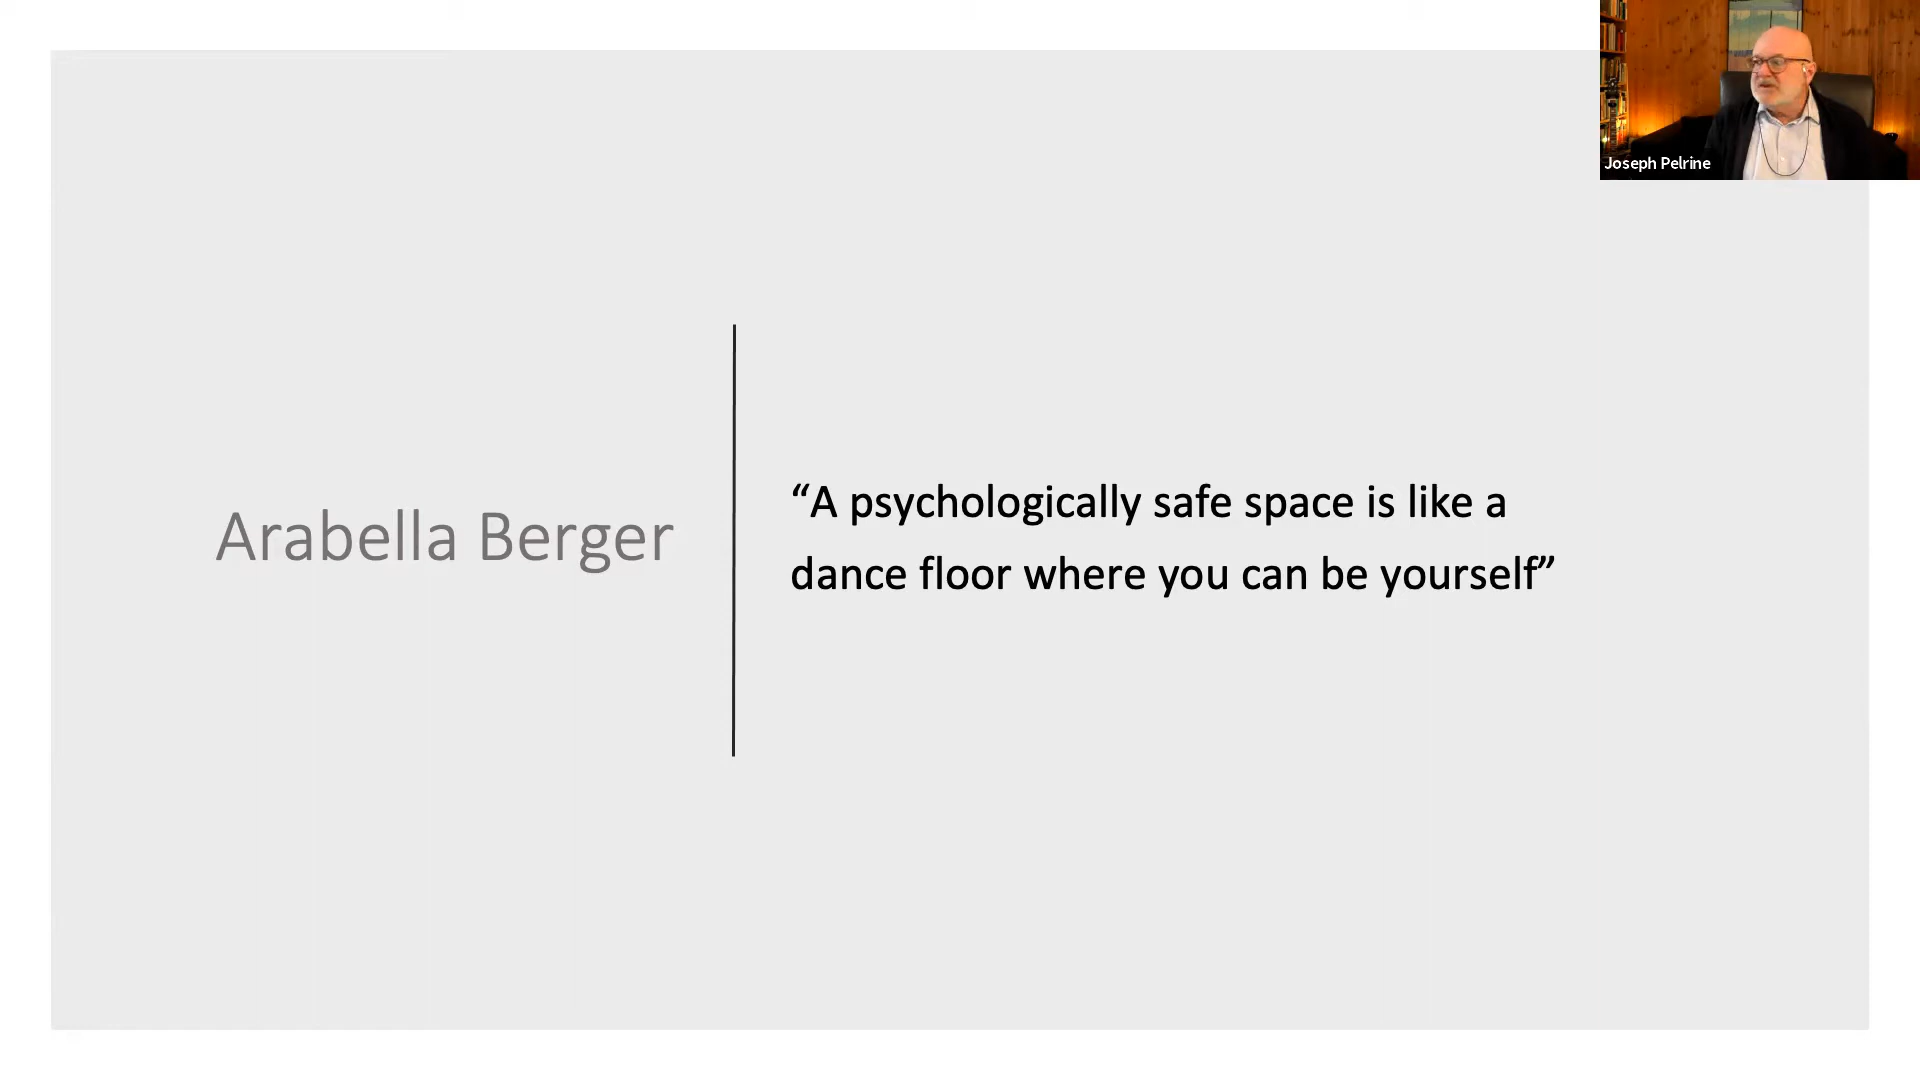 Joseph Pelrine
Arabella Berger
“A psychologically safe space is like a
dance floor where you can be yourself”